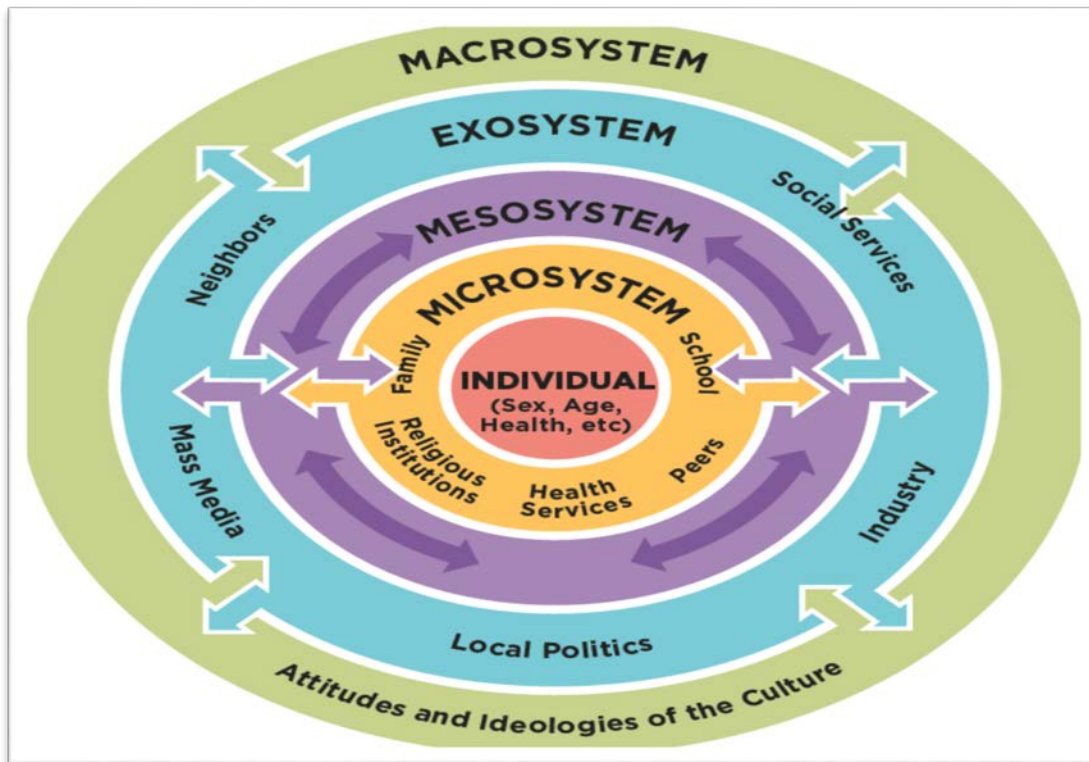 MACROSYSTEM
EXOSYSTEM
MESOSYSTEM
MICROSYSTEM
INDIVIDUAL
(Sex, Age,
Health, etc)
Family
School
Religious
Institutions
Health
Services
Peers
Neighbors
Social Services
Mass Media
Industry
Local Politics
Attitudes and Ideologies of the Culture